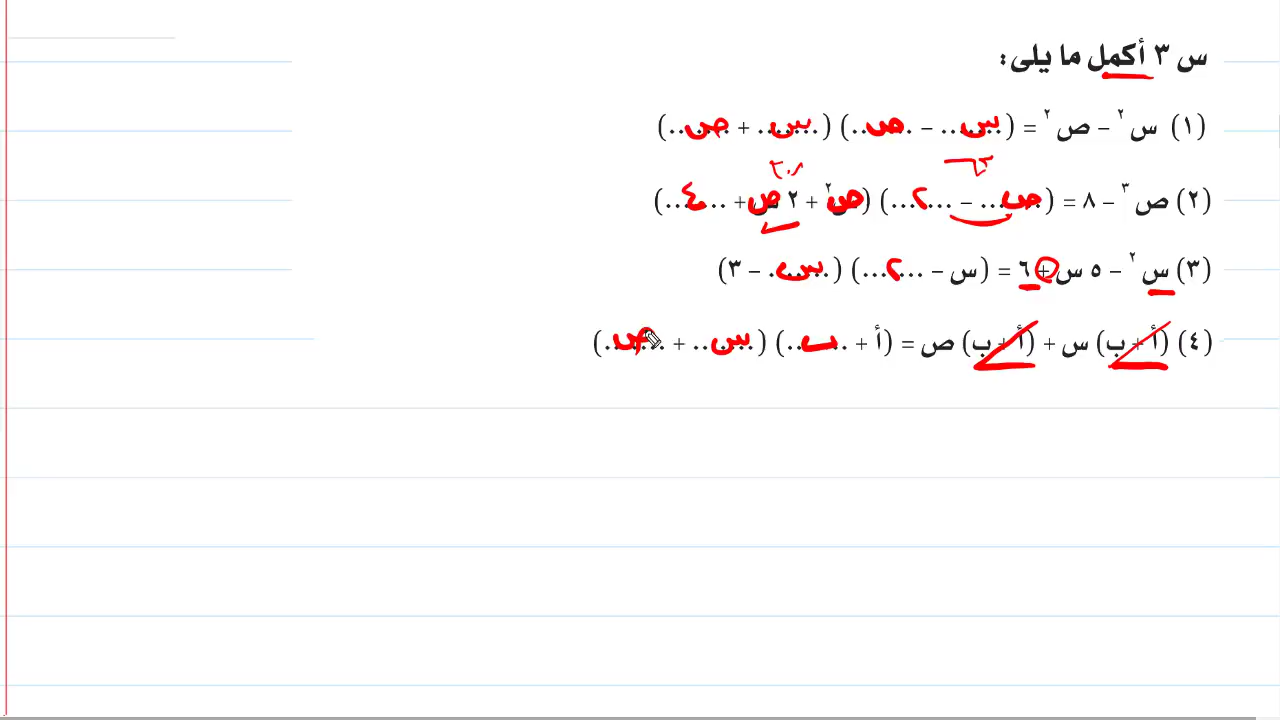 س ٣ أكمل ما يلى :
(١) س٢ – ص٢ = (س – ص) (س + ص)
(٢) ص٣ – ٨ = (ص – ٢) (ص٢ + ٢ ص + ٤)
(٣) س٢ – ٥ س + ٦ = (س – ٢) (س – ٣)
(٤) (أ + ب) س + (أ + ب) ص = (أ + ب) (س + ص)